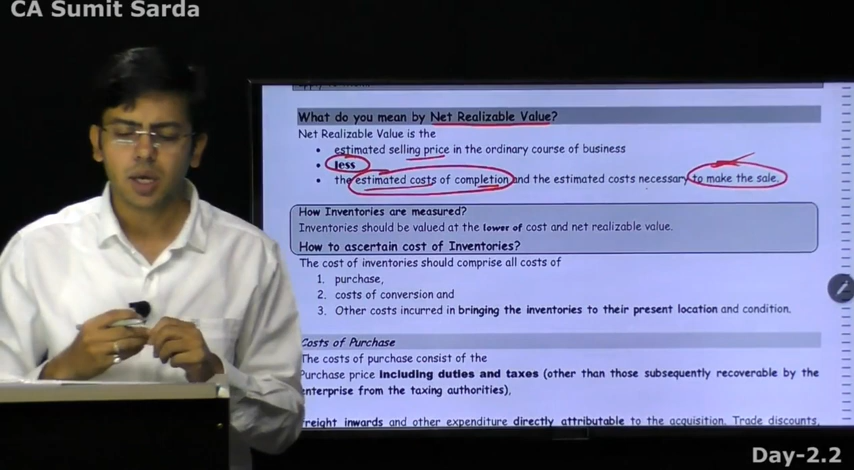 CA Sumit Sarda
What do you mean by Net Realizable Value?
Net Realizable Value is the
• estimated selling price in the ordinary course of business
• less
• the estimated costs of completion and the estimated costs necessary to make the sale.
How Inventories are measured?
Inventories should be valued at the lower of cost and net realizable value.
How to ascertain cost of Inventories?
The cost of inventories should comprise all costs of
1. purchase,
2. costs of conversion and
3. Other costs incurred in bringing the inventories to their present location and condition.
Costs of Purchase
The costs of purchase consist of the
Purchase price including duties and taxes (other than those subsequently recoverable by the
enterprise from the taxing authorities),
freight inwards and other expenditure directly attributable to the acquisition. Trade discounts,
Day-2.2